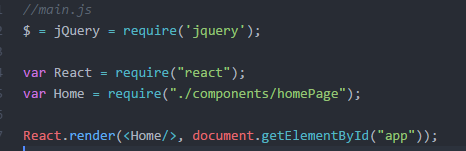 //main.js
$ = jQuery = require('jquery');
var React = require("react");
var Home = require("./components/homePage");
React.render(<Home/>, document.getElementById("app"));